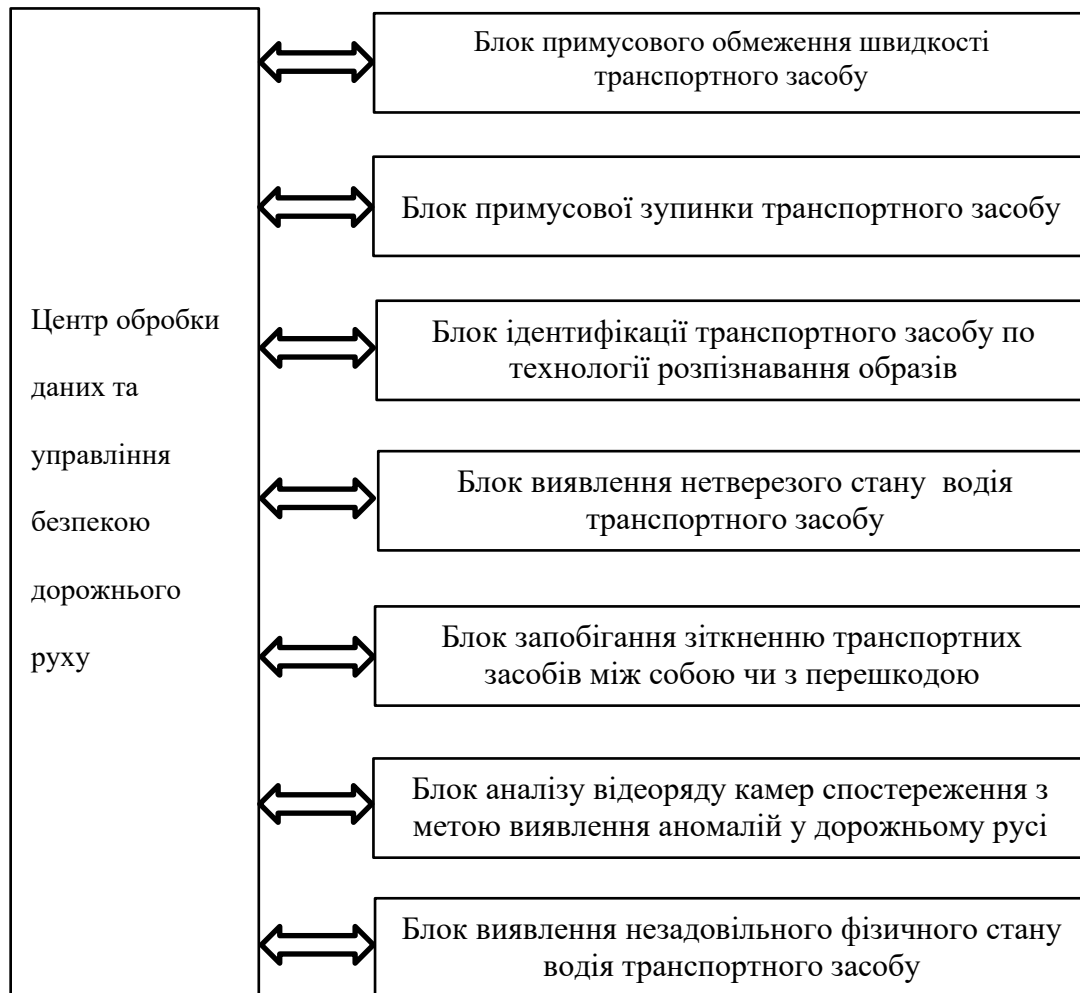 Блок примусового обмеження швидкості
транспортного засобу
Блок примусової зупинки транспортного засобу
Центр обробки
даних та
управління
безпекою
дорожнього
руху
Блок ідентифікації транспортного засобу по
технології розпізнавання образів
Блок виявлення нетверезого стану водія
транспортного засобу
Блок запобігання зіткненню транспортних
засобів між собою чи з перешкодою
Блок аналізу відеоряду камер спостереження з
метою виявлення аномалій у дорожньому русі
Блок виявлення незадовільного фізичного стану
водія транспортного засобу